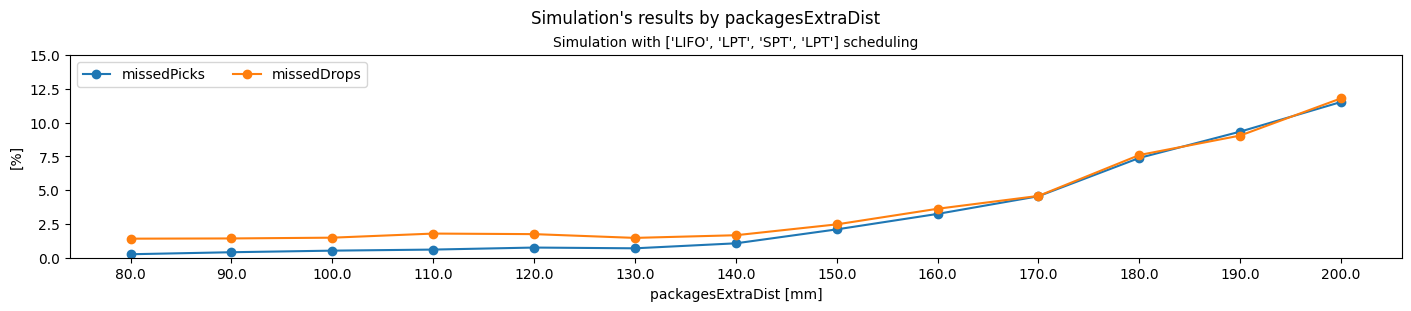 Simulation's results by packagesExtraDist
Simulation with ['LIFO', 'LPT', 'SPT', 'LPT'] scheduling
missedPicks missedDrops
[%]
15.0
12.5
10.0
7.5
5.0
2.5
0.0
80.0 90.0 100.0 110.0 120.0 130.0 140.0 150.0 160.0 170.0 180.0 190.0 200.0
packagesExtraDist [mm]